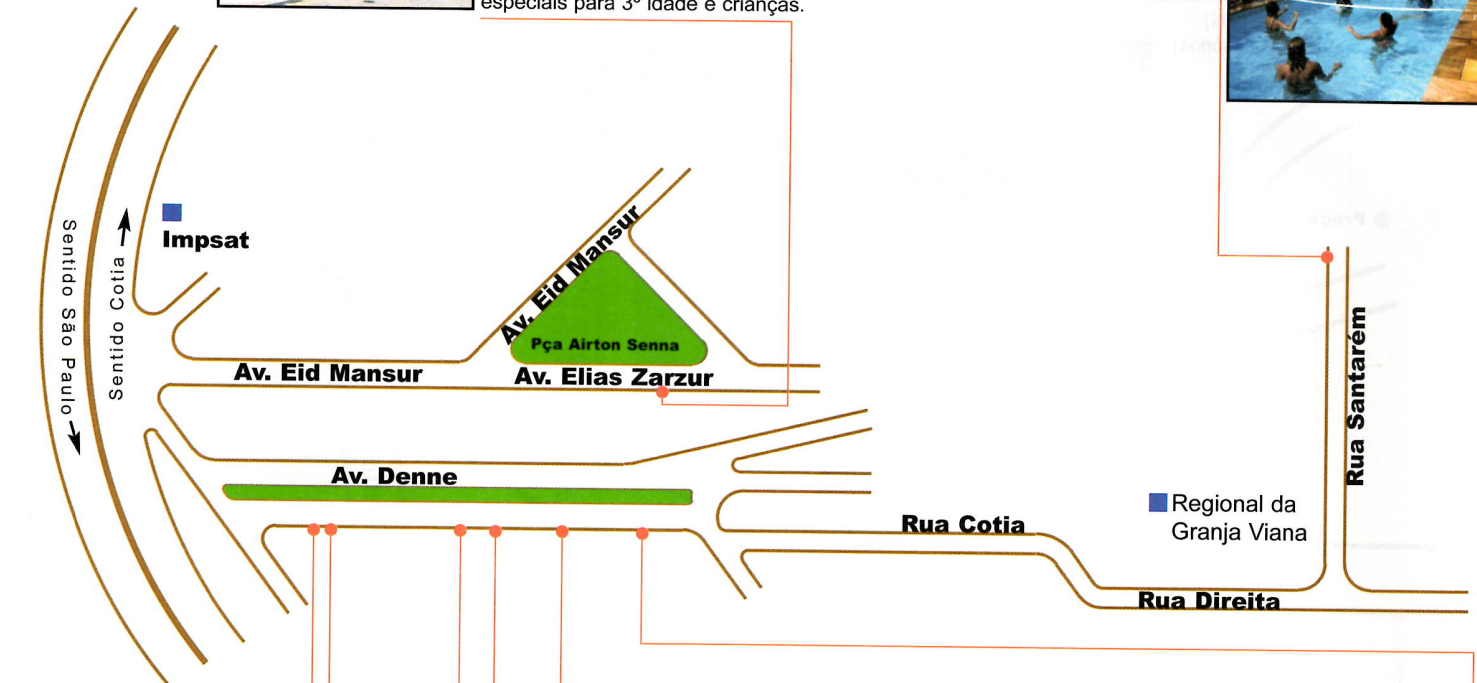 especiais para 3º idade e crianças.
Impsat
Sentido São Paulo
Sentido Cotia
Av. Eid Mansur
Pça Airton Senna
Av. Eid Mansur
Av. Elias Zarzur
Av. Denne
Rua Cotia
Regional da
Granja Viana
Rua Santarém
Rua Direita